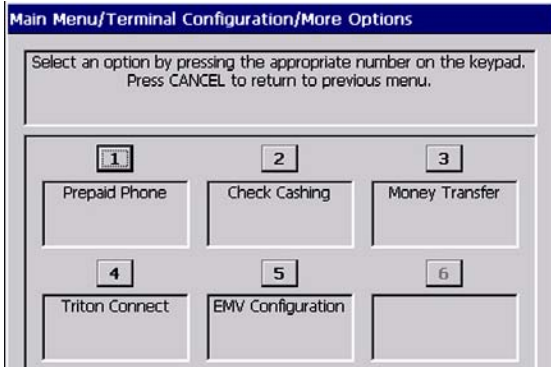 Main Menu/Terminal Configuration/More Options
Select an option by pressing the appropriate number on the keypad.
Press CANCEL to return to previous menu.
1 2 3
Prepaid Phone Check Cashing Money Transfer
4 5 6
Triton Connect EMV Configuration